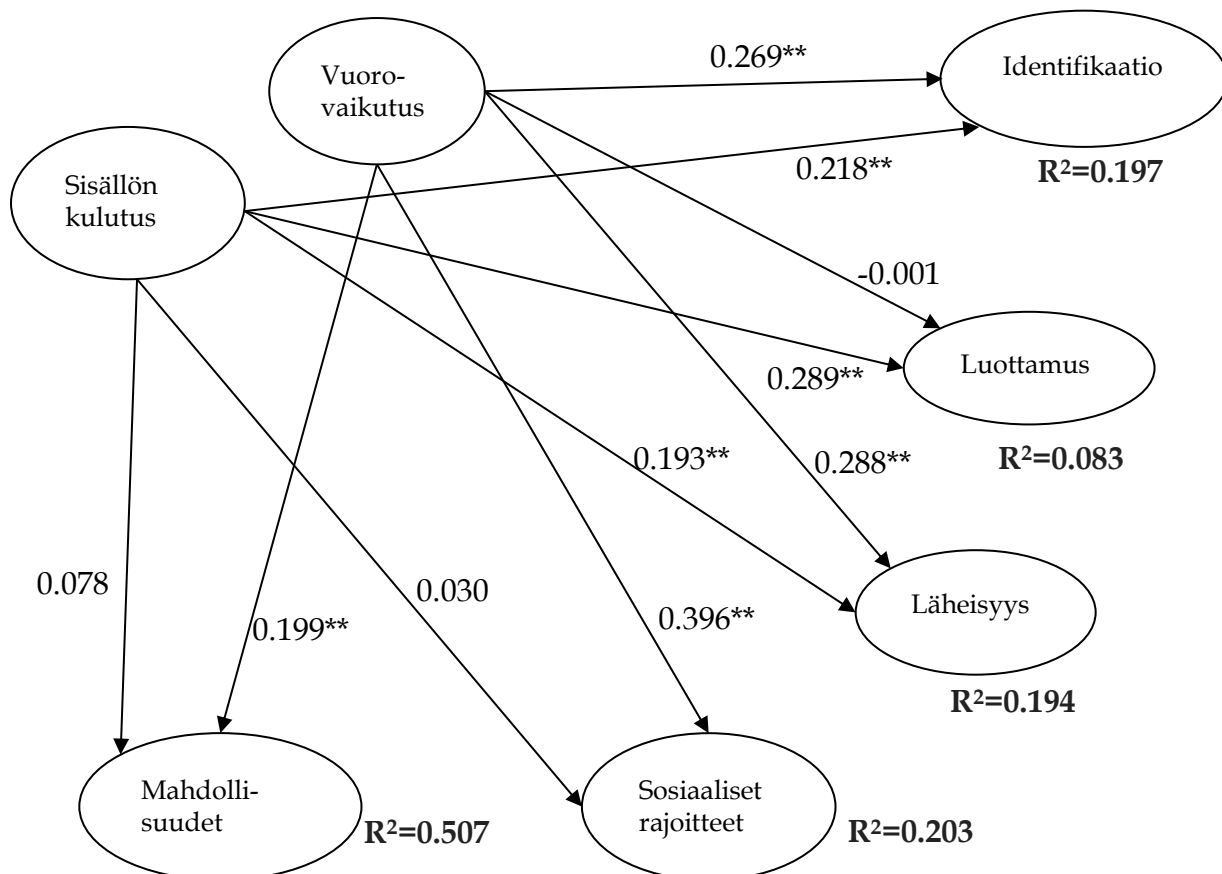 Vuoro-
vaikutus
0.269**
Identifikaatio
0.218**
R²=0.197
Sisällön
kulutus
-0.001
Luottamus
0.289**
R²=0.083
0.193**
0.288**
Läheisyys
0.078
0.030
0.199**
0.396**
R²=0.194
Mahdolli-
suudet
R²=0.507
Sosiaaliset
rajoitteet
R²=0.203